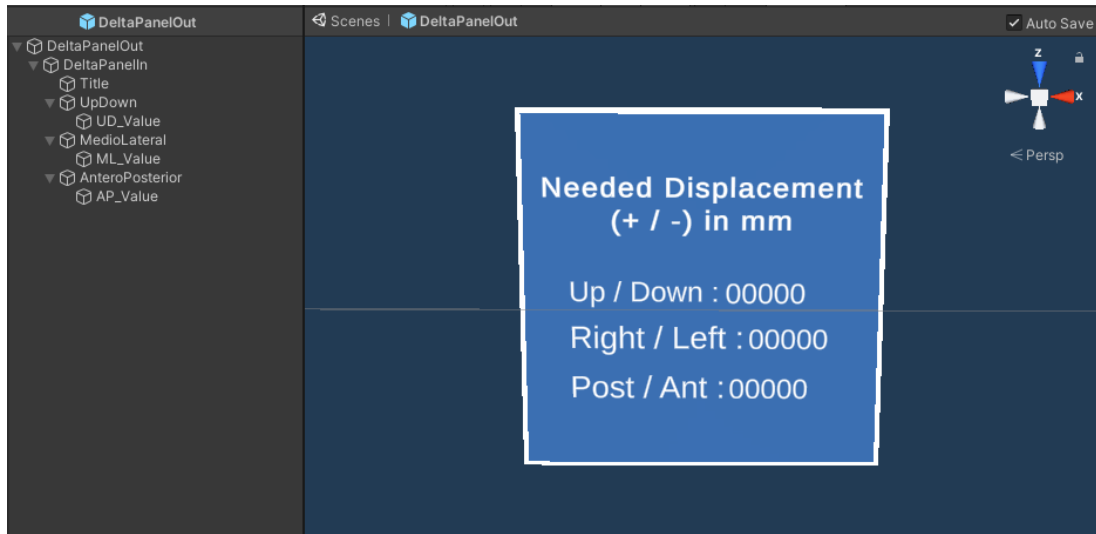 DeltaPanelOut
DeltaPanelOut
DeltaPanelIn
Title
UpDown
UD_Value
MedioLateral
ML_Value
AnteroPosterior
AP_Value
Scenes | DeltaPanelOut
Auto Save
z
x
< Persp
Needed Displacement
(+ / -) in mm
Up / Down : 00000
Right / Left : 00000
Post / Ant : 00000